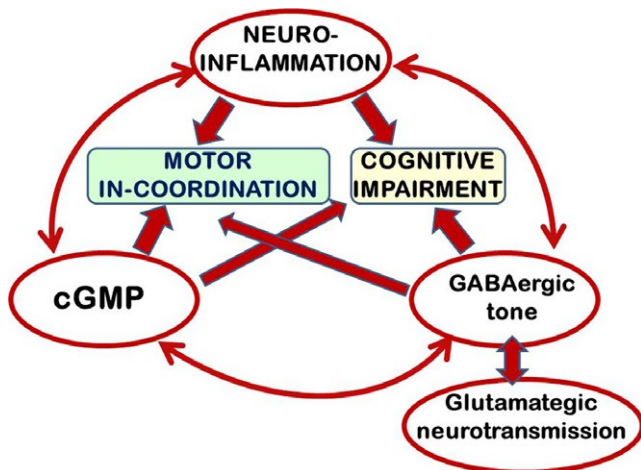 NEURO-
INFLAMMATION
MOTOR
IN-COORDINATION
COGNITIVE
IMPAIRMENT
cGMP
GABAergic
tone
Glutamategic
neurotransmission